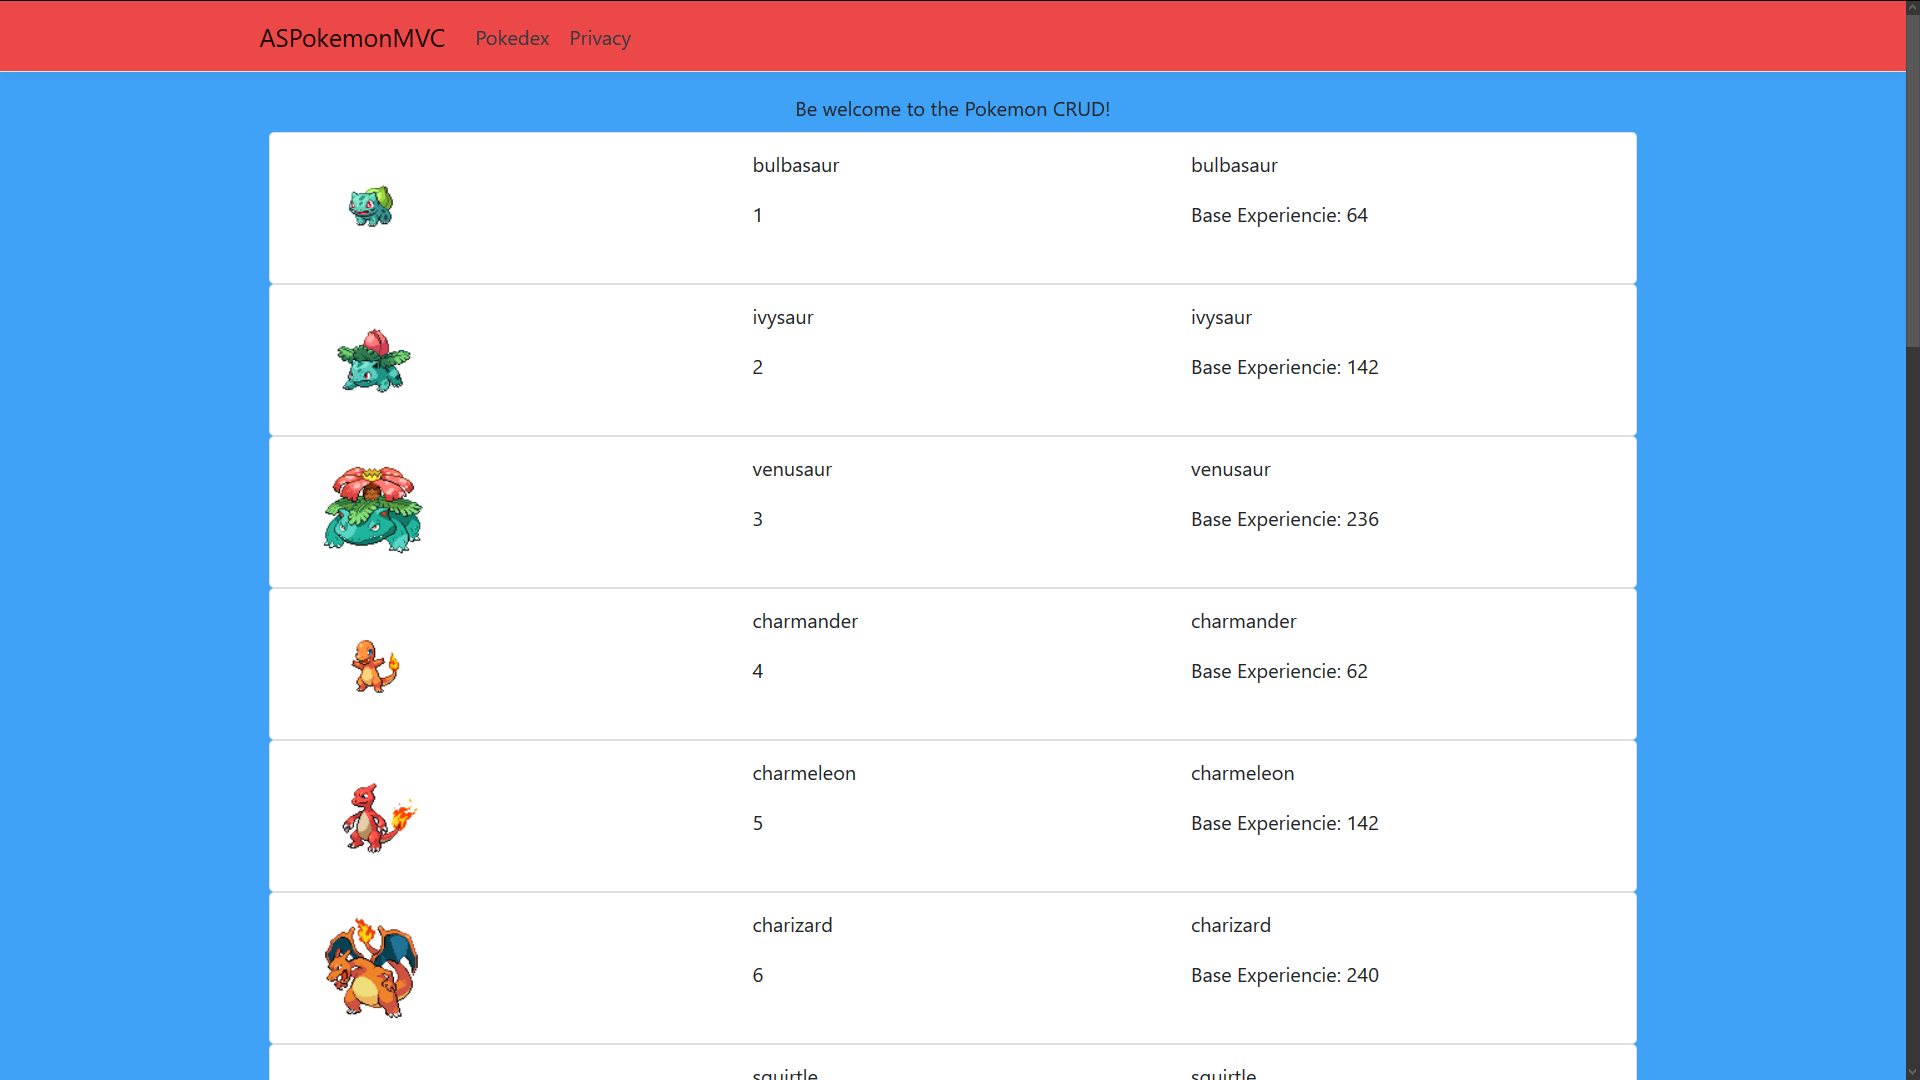 ASPokemonMVC Pokedex Privacy
Be welcome to the Pokemon CRUD!
bulbasaur bulbasaur
1 Base Experiencie: 64
ivysaur ivysaur
2 Base Experiencie: 142
venusaur venusaur
3 Base Experiencie: 236
charmander charmander
4 Base Experiencie: 62
charmeleon charmeleon
5 Base Experiencie: 142
charizard charizard
6 Base Experiencie: 240
squirtle squirtle